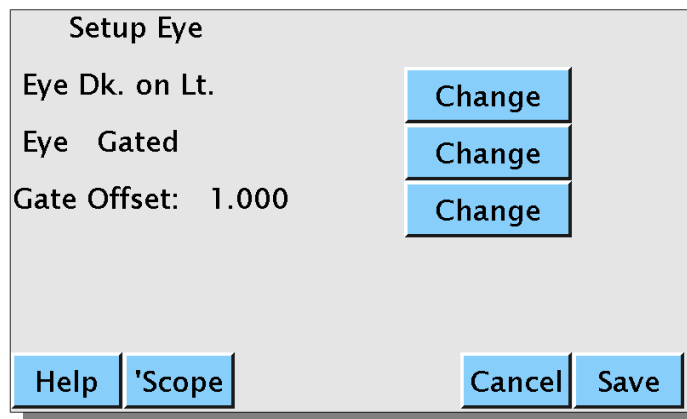 Setup Eye
Eye Dk. on Lt. Change
Eye Gated Change
Gate Offset: 1.000 Change
Help 'Scope Cancel Save